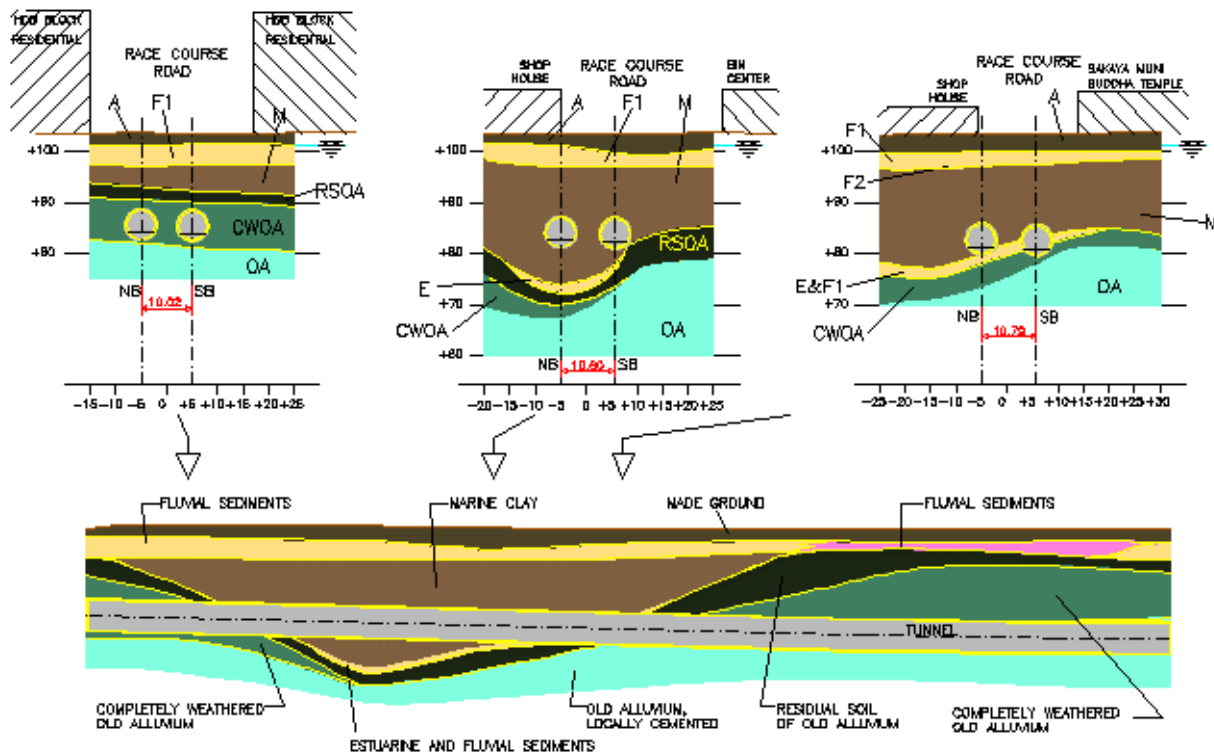 HDB BLOCK
RESIDENTIAL
HDB BLOCK
RESIDENTIAL
RACE COURSE
ROAD
A
F1
M
+100
+90
+80
RSOA
CWOA
OA
NB
SB
10.02
-15 -10 -5 0 +5 +10 +15 +20 +25
SHOP
HOUSE
RACE COURSE
ROAD
BIN
CENTER
A
F1
M
+100
+90
+80
+70
+60
RSOA
E
CWOA
OA
NB
SB
10.60
-20 -15 -10 -5 0 +5 +10 +15 +20 +25
SHOP
HOUSE
RACE COURSE
ROAD
SAKAYA MUNI
BUDDHA TEMPLE
A
F1
F2
M
+100
+90
+80
+70
E&F1
CWOA
OA
NB
SB
10.79
-25 -20 -15 -10 -5 0 +5 +10 +15 +20 +25 +30
FLUVIAL SEDIMENTS
MARINE CLAY
MADE GROUND
FLUVIAL SEDIMENTS
TUNNEL
COMPLETELY WEATHERED
OLD ALLUVIUM
ESTUARINE AND FLUVIAL SEDIMENTS
OLD ALLUVIUM,
LOCALLY CEMENTED
RESIDUAL SOIL
OF OLD ALLUVIUM
COMPLETELY WEATHERED
OLD ALLUVIUM